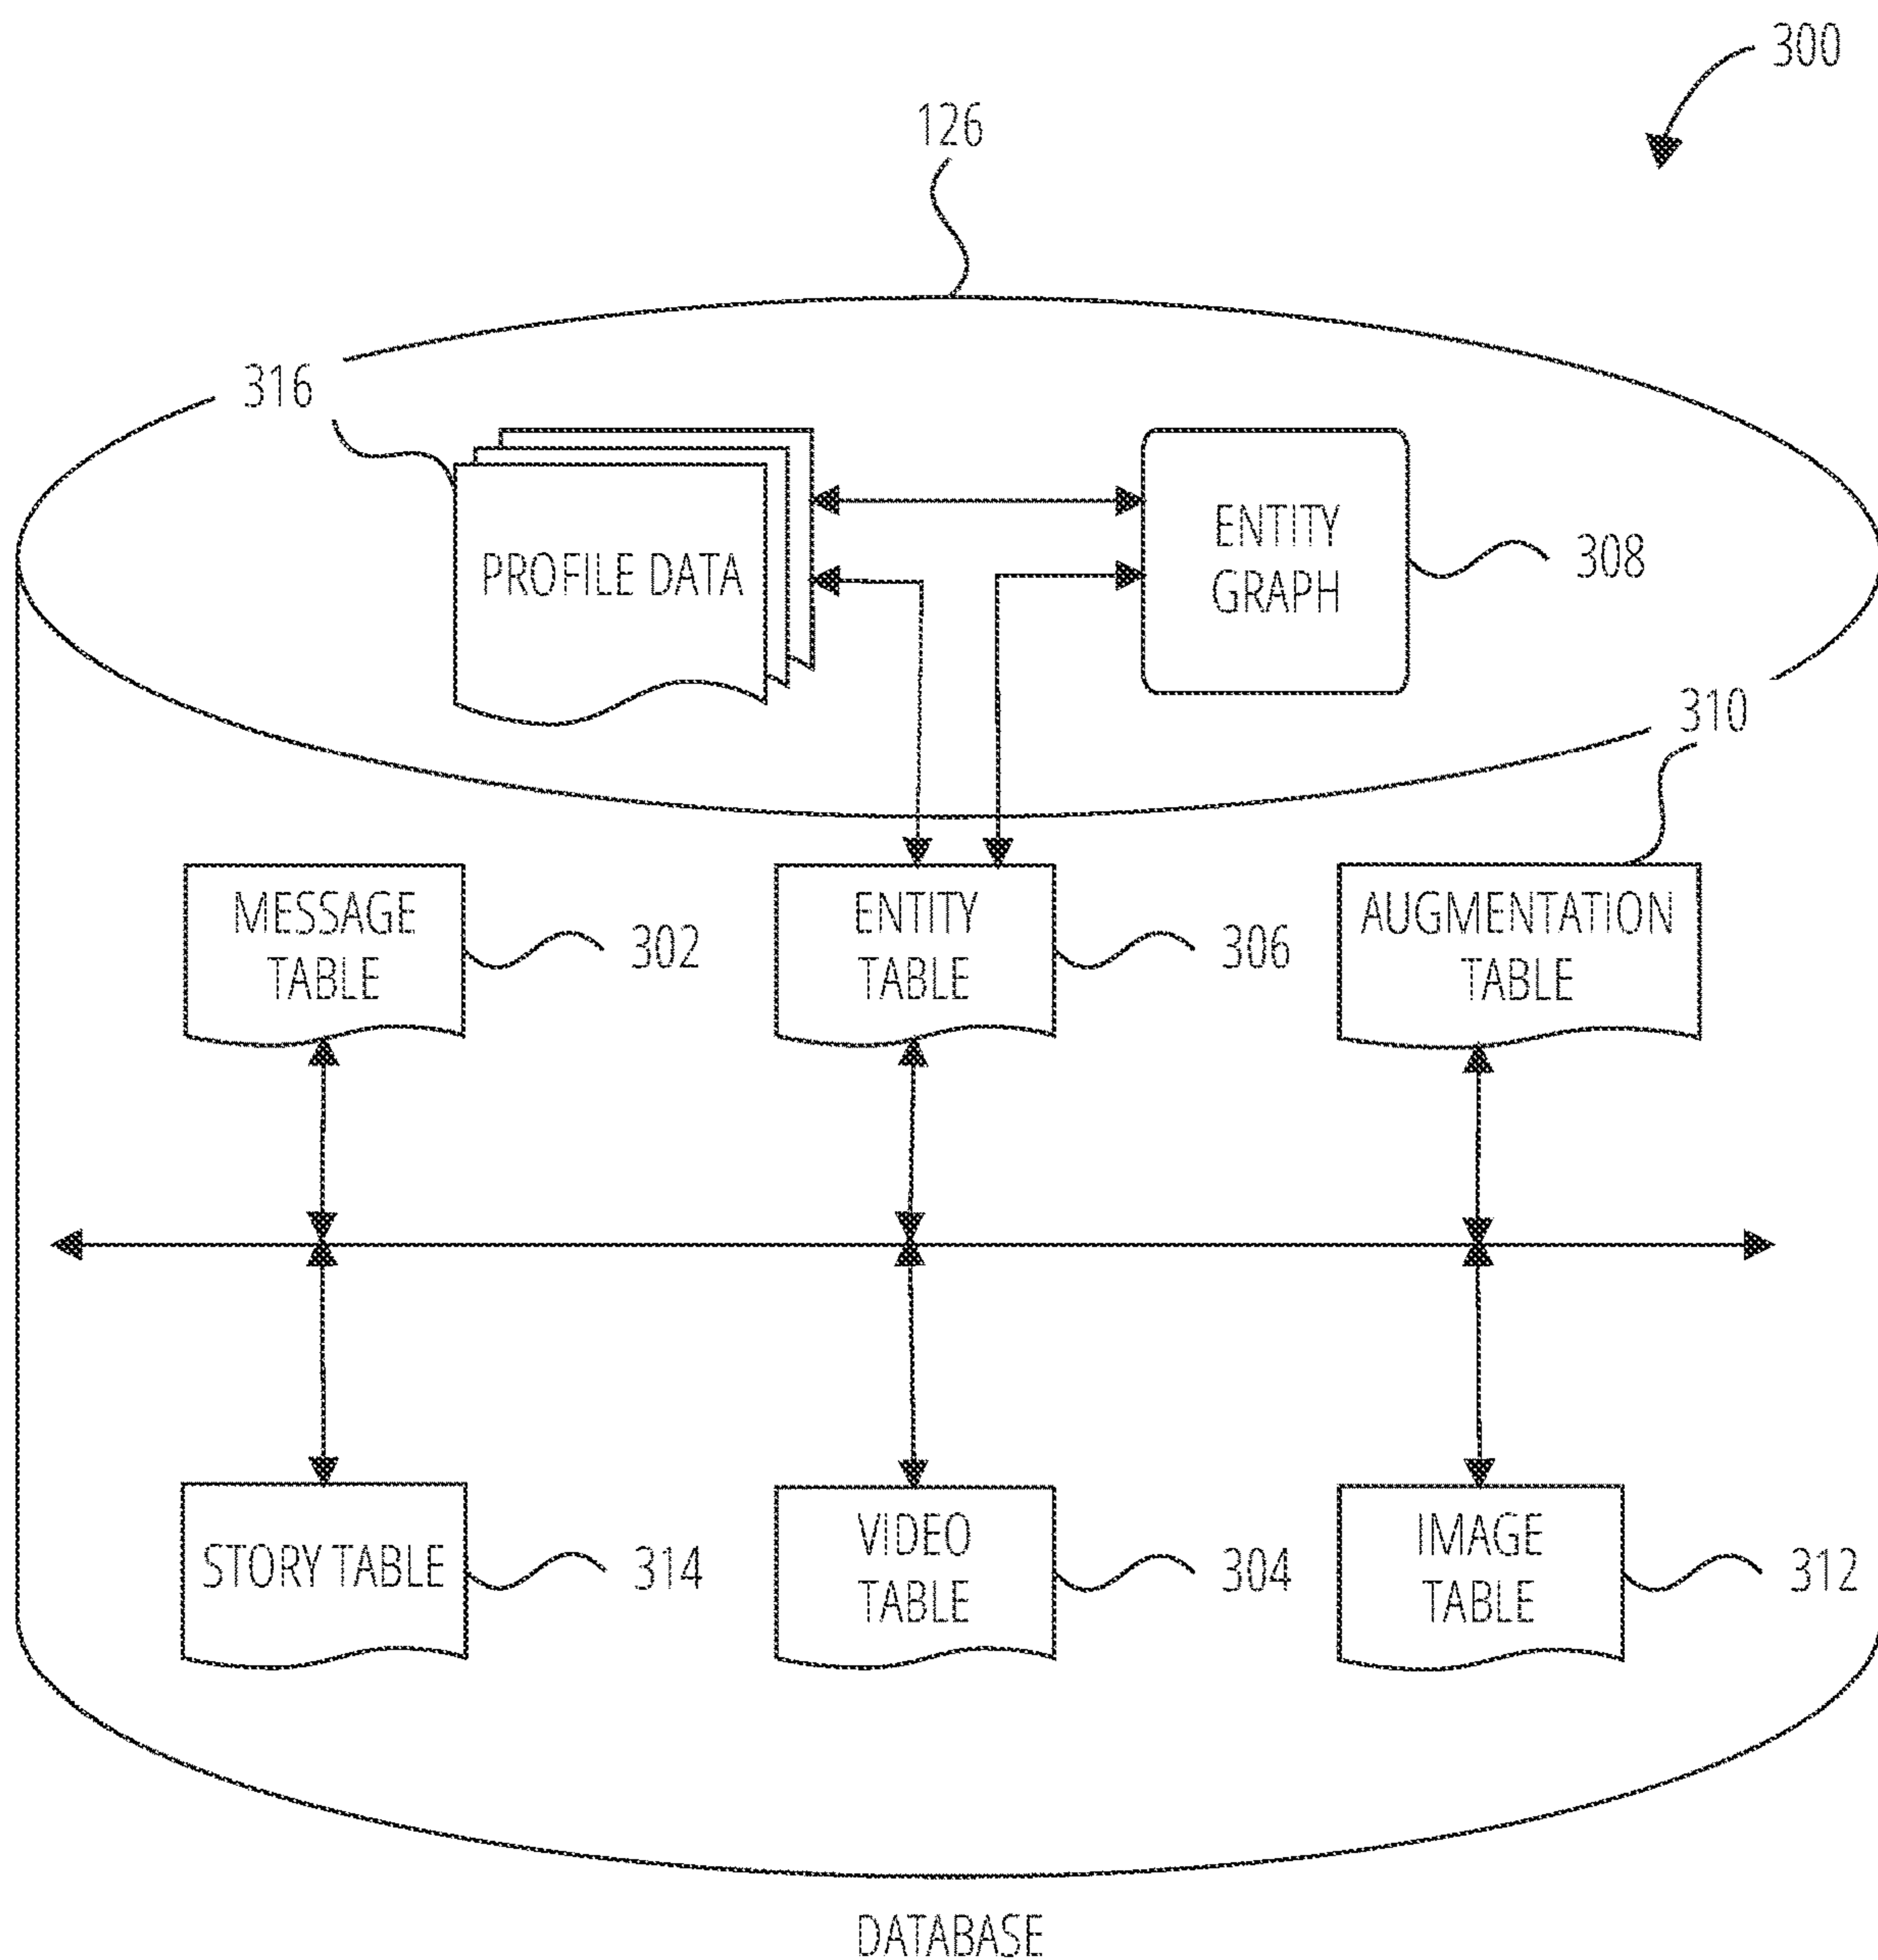 300
126
316
PROFILE DATA
ENTITY
GRAPH
308
310
MESSAGE
TABLE
302
ENTITY
TABLE
306
AUGMENTATION
TABLE
STORY TABLE
314
VIDEO
TABLE
304
IMAGE
TABLE
312
DATABASE